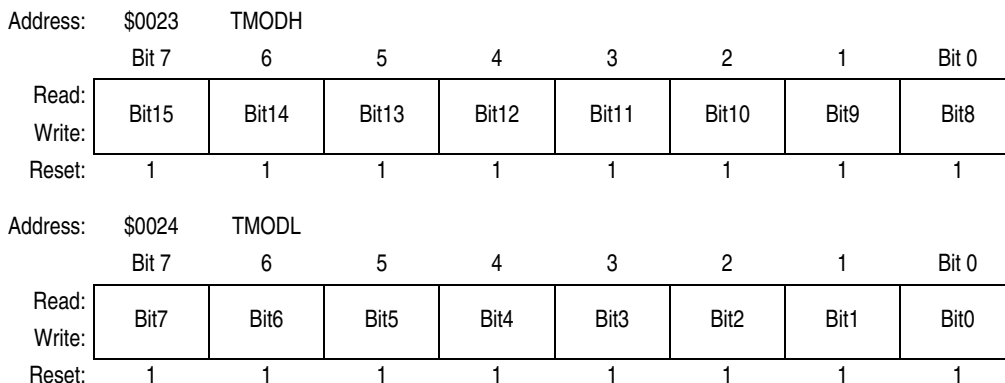 Address: $0023 TMODH
Bit 7 6 5 4 3 2 1 Bit 0
Read:
Bit15 Bit14 Bit13 Bit12 Bit11 Bit10 Bit9 Bit8
Write:
Reset: 1 1 1 1 1 1 1 1
Address: $0024 TMODL
Bit 7 6 5 4 3 2 1 Bit 0
Read:
Bit7 Bit6 Bit5 Bit4 Bit3 Bit2 Bit1 Bit0
Write:
Reset: 1 1 1 1 1 1 1 1